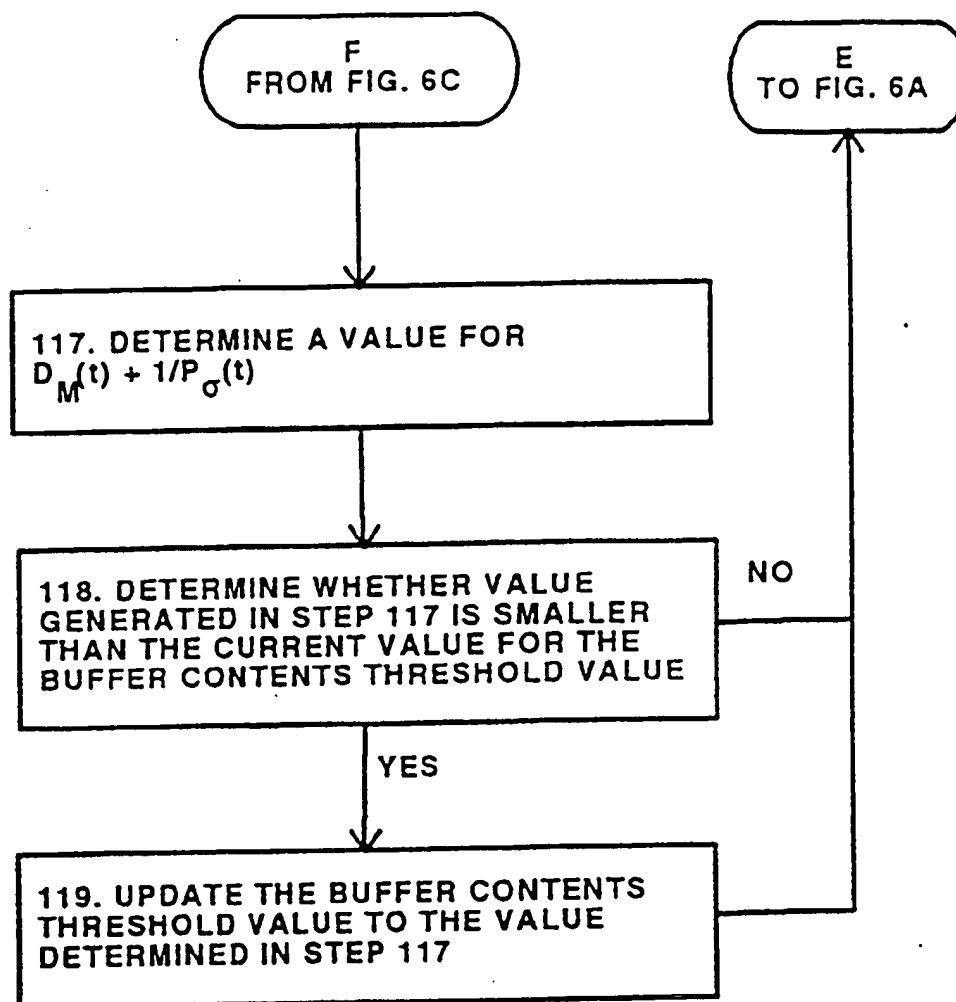 F
FROM FIG. 6C
E
TO FIG. 6A
117. DETERMINE A VALUE FOR
D_M(t) + 1/P_σ(t)
118. DETERMINE WHETHER VALUE
GENERATED IN STEP 117 IS SMALLER
THAN THE CURRENT VALUE FOR THE
BUFFER CONTENTS THRESHOLD VALUE
NO
YES
119. UPDATE THE BUFFER CONTENTS
THRESHOLD VALUE TO THE VALUE
DETERMINED IN STEP 117